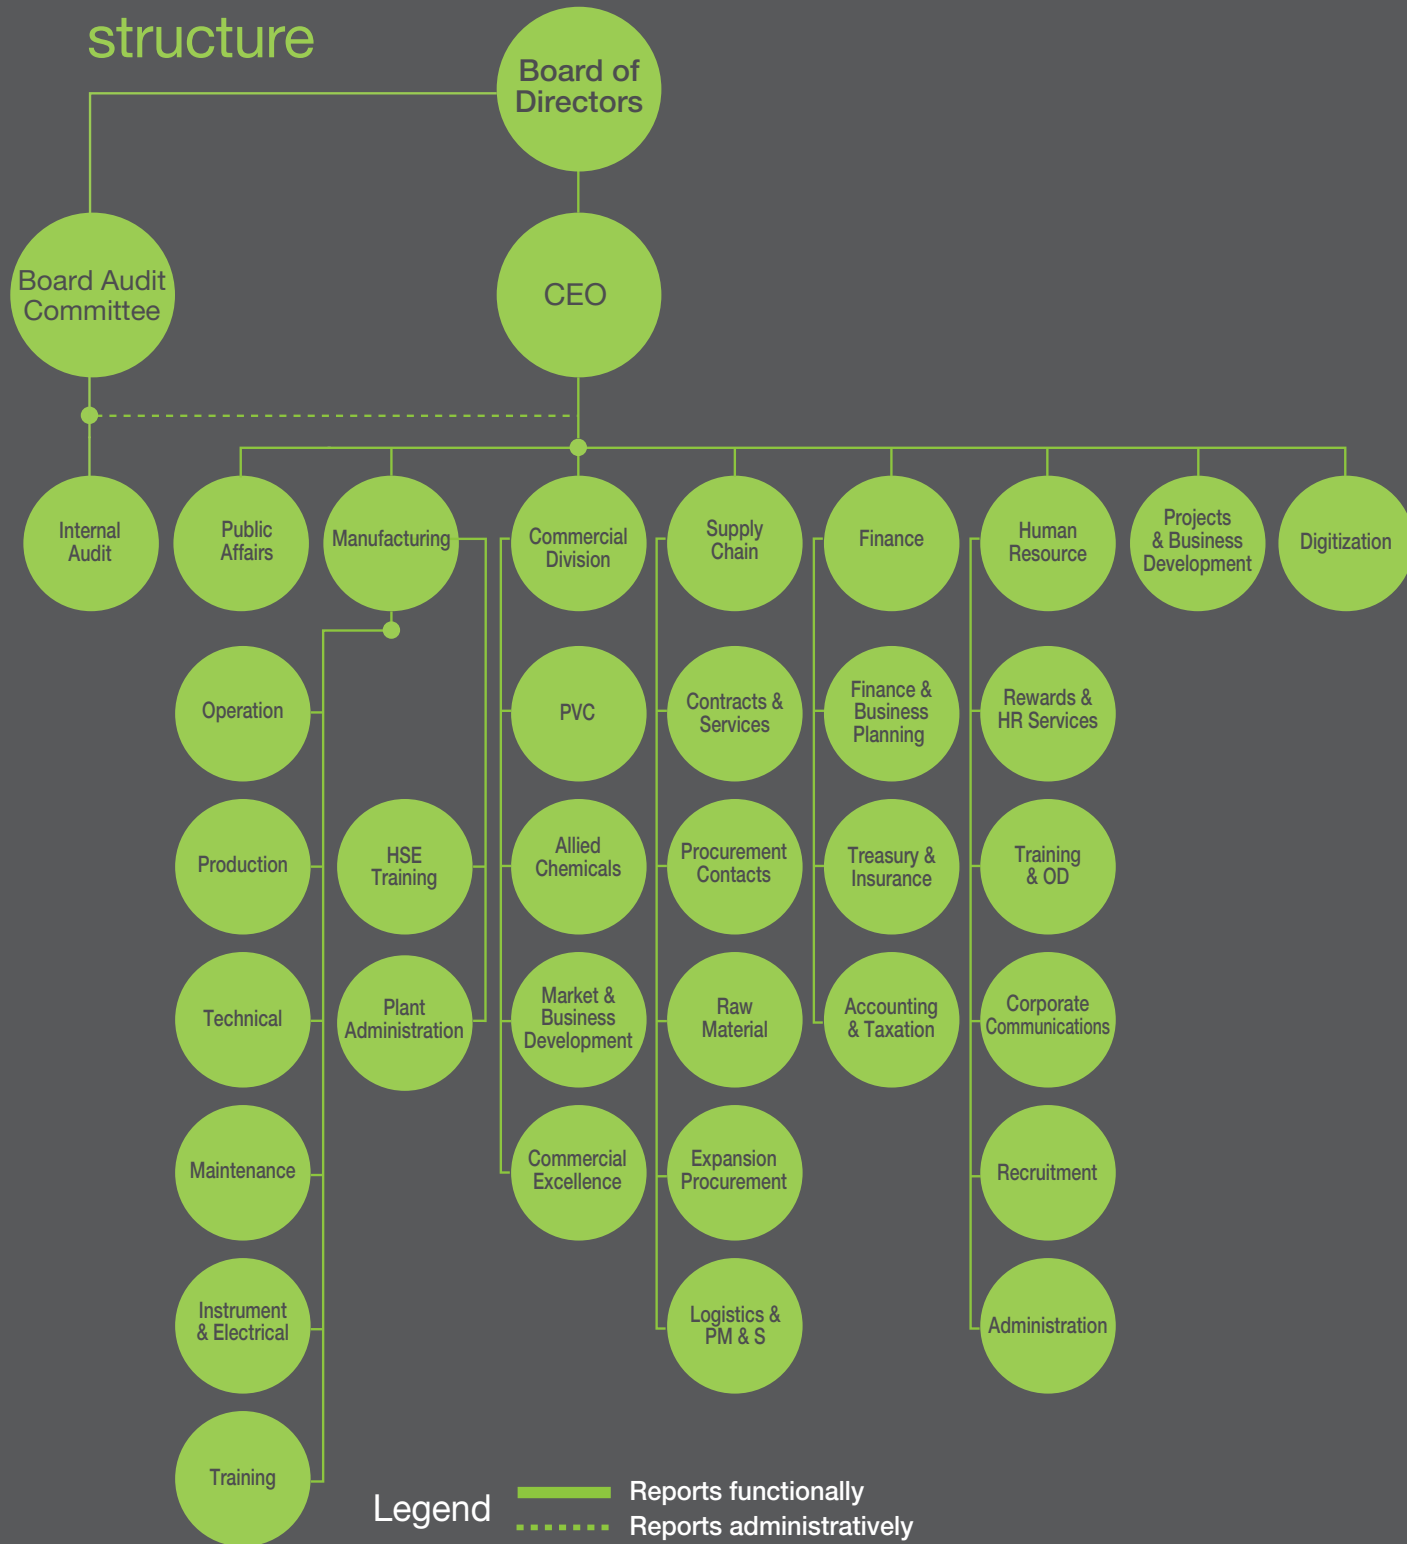 structure
Board of
Directors
Board Audit
Committee
CEO
Internal
Audit
Public
Affairs
Manufacturing
Commercial
Division
Supply
Chain
Finance
Human
Resource
Projects
& Business
Development
Digitization
Operation
PVC
Contracts &
Services
Finance &
Business
Planning
Rewards &
HR Services
Production
HSE
Training
Allied
Chemicals
Procurement
Contacts
Treasury &
Insurance
Training
& OD
Technical
Plant
Administration
Market &
Business
Development
Raw
Material
Accounting
& Taxation
Corporate
Communications
Maintenance
Commercial
Excellence
Expansion
Procurement
Recruitment
Instrument
& Electrical
Logistics &
PM & S
Administration
Training
Legend
Reports functionally
Reports administratively